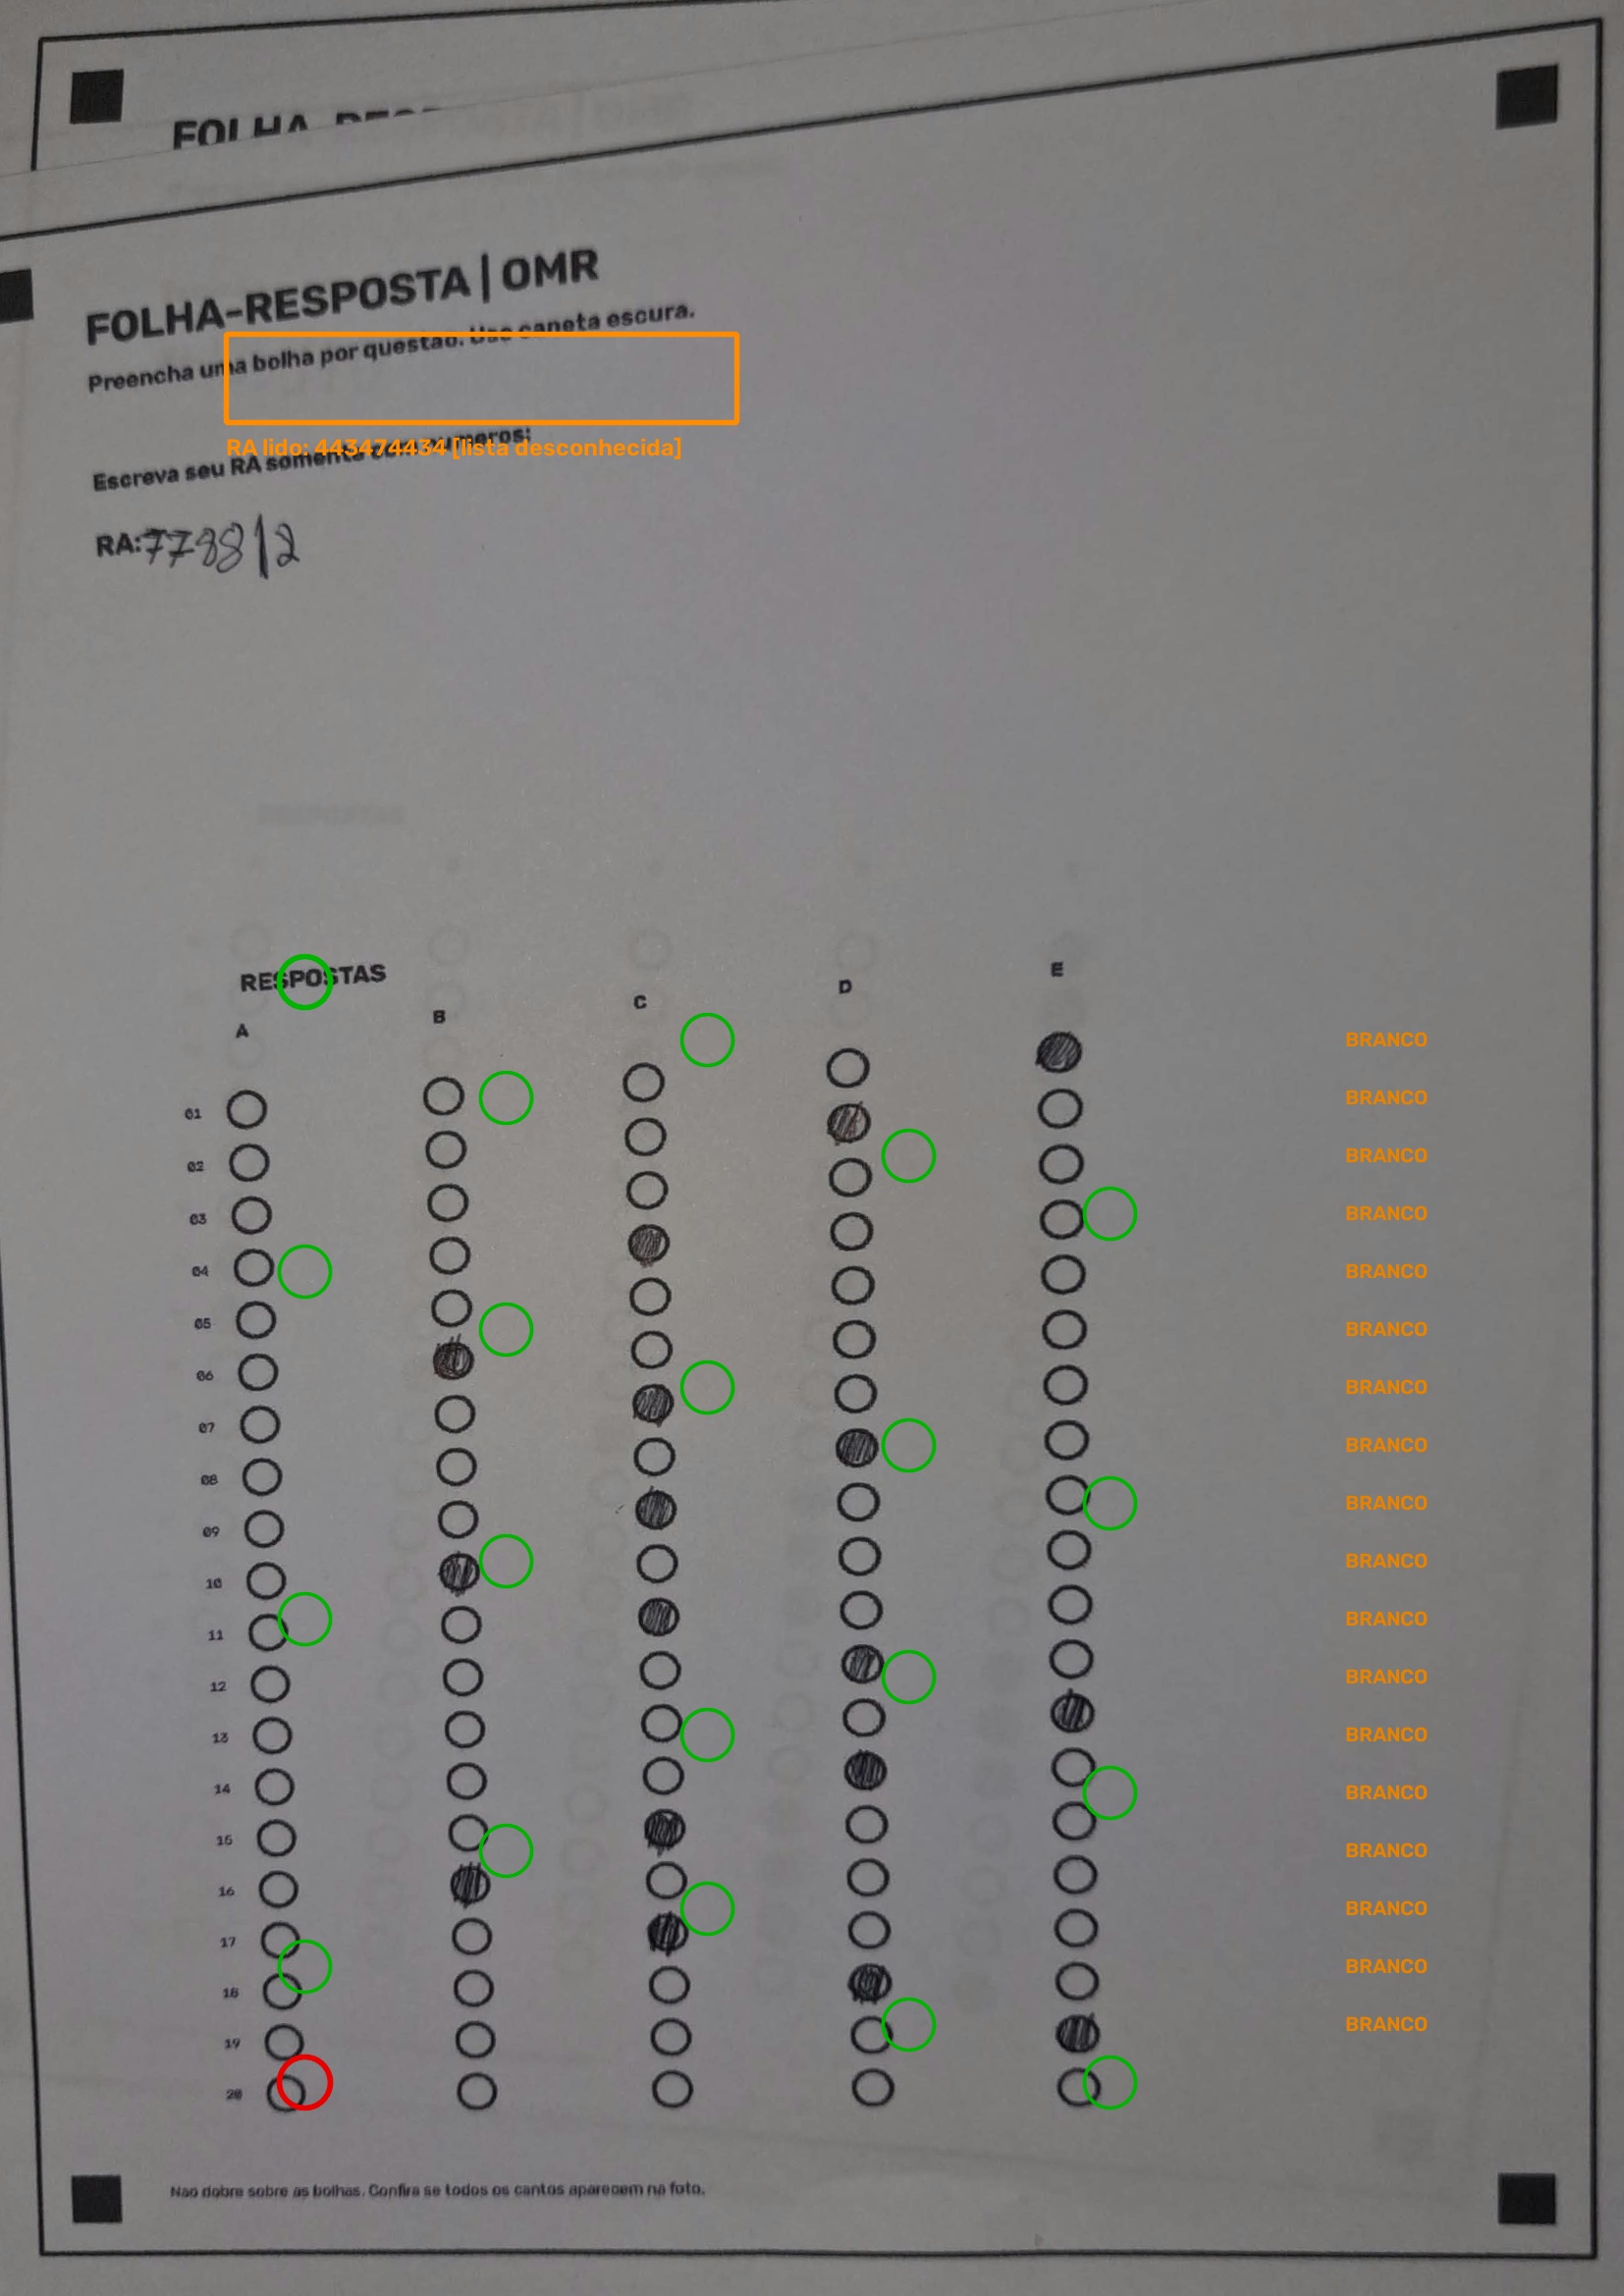 FOLHA-RESPOSTA | OMR
Preencha uma bolha por questão. Use caneta escura.
RA lido: 443474434 [lista desconhecida]
Escreva seu RA somente com números:
RA: 778812
RESPOSTAS
A B C D E
BRANCO
01 BRANCO
02 BRANCO
03 BRANCO
04 BRANCO
05 BRANCO
06 BRANCO
07 BRANCO
08 BRANCO
09 BRANCO
10 BRANCO
11 BRANCO
12 BRANCO
13 BRANCO
14 BRANCO
15 BRANCO
16 BRANCO
17 BRANCO
18
19 BRANCO
20
Nao dobre sobre as bolhas. Confira se todos os cantos aparecem na foto.